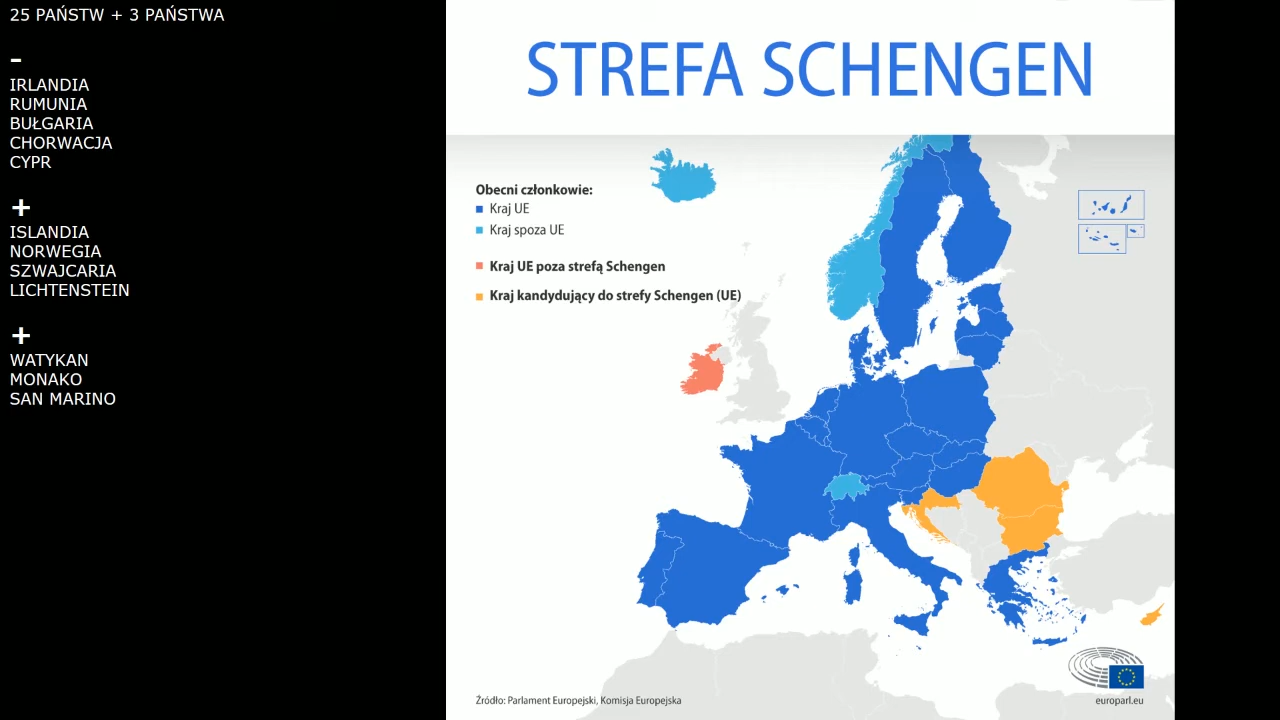 25 PAŃSTW + 3 PAŃSTWA
-
IRLANDIA
RUMUNIA
BUŁGARIA
CHORWACJA
CYPR
+
ISLANDIA
NORWEGIA
SZWAJCARIA
LICHTENSTEIN
+
WATYKAN
MONAKO
SAN MARINO
STREFA SCHENGEN
Obecni członkowie:
Kraj UE
Kraj spoza UE
Kraj UE poza strefą Schengen
Kraj kandydujący do strefy Schengen (UE)
Źródło: Parlament Europejski, Komisja Europejska
europarl.eu